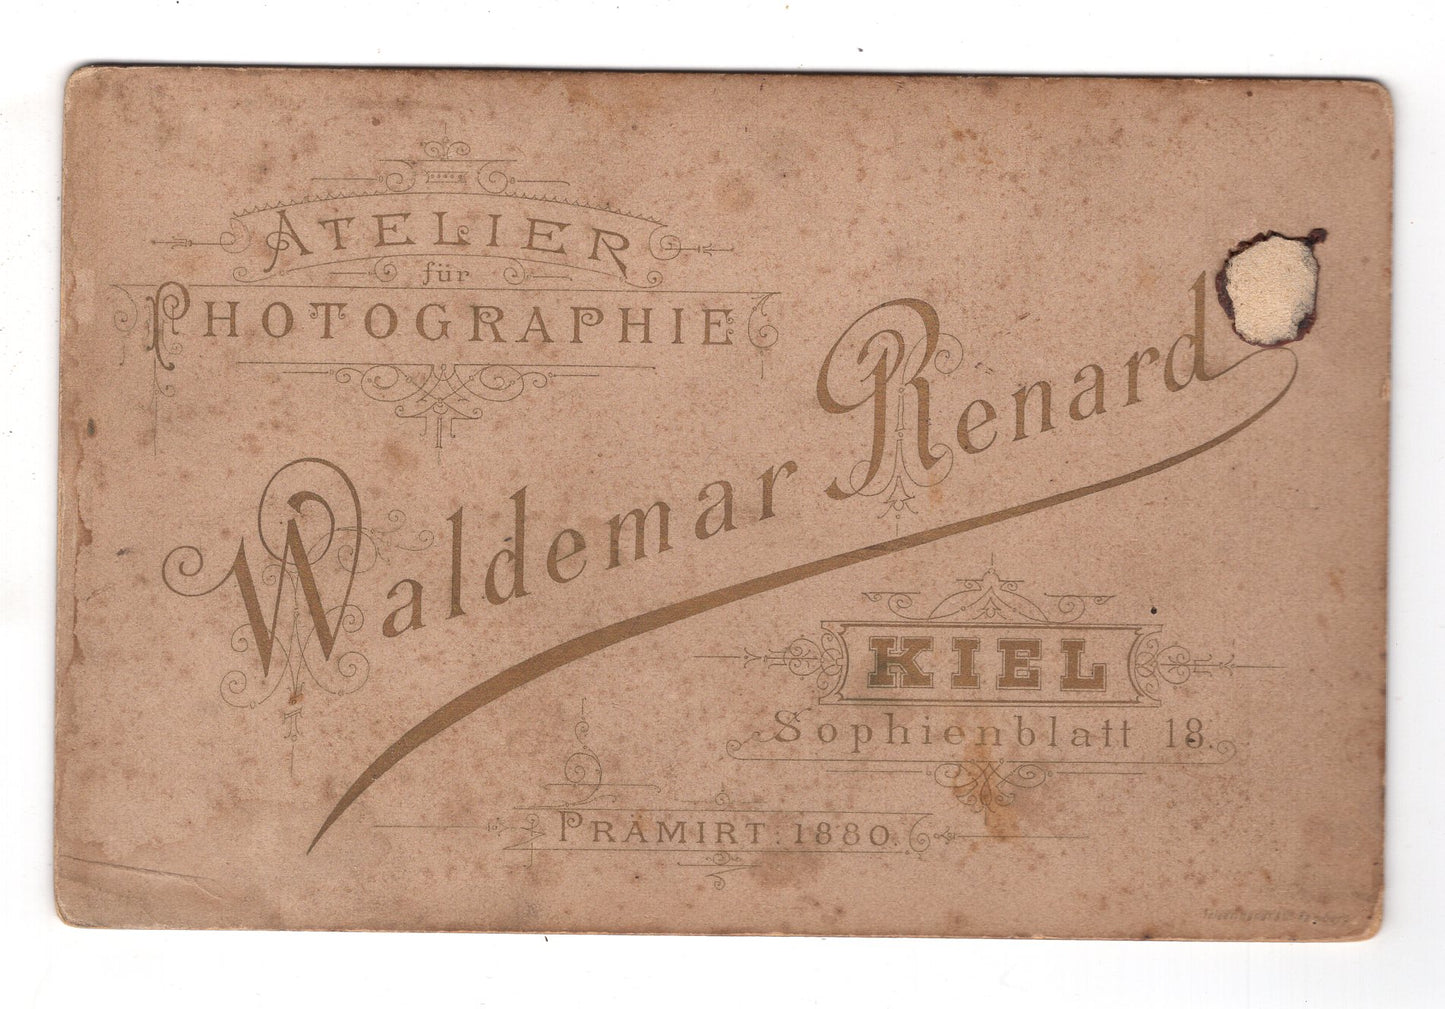 ATELIER
für
PHOTOGRAPHIE
Waldemar Renard
KIEL
Sophienblatt 18.
PRÄMIRT: 1880.